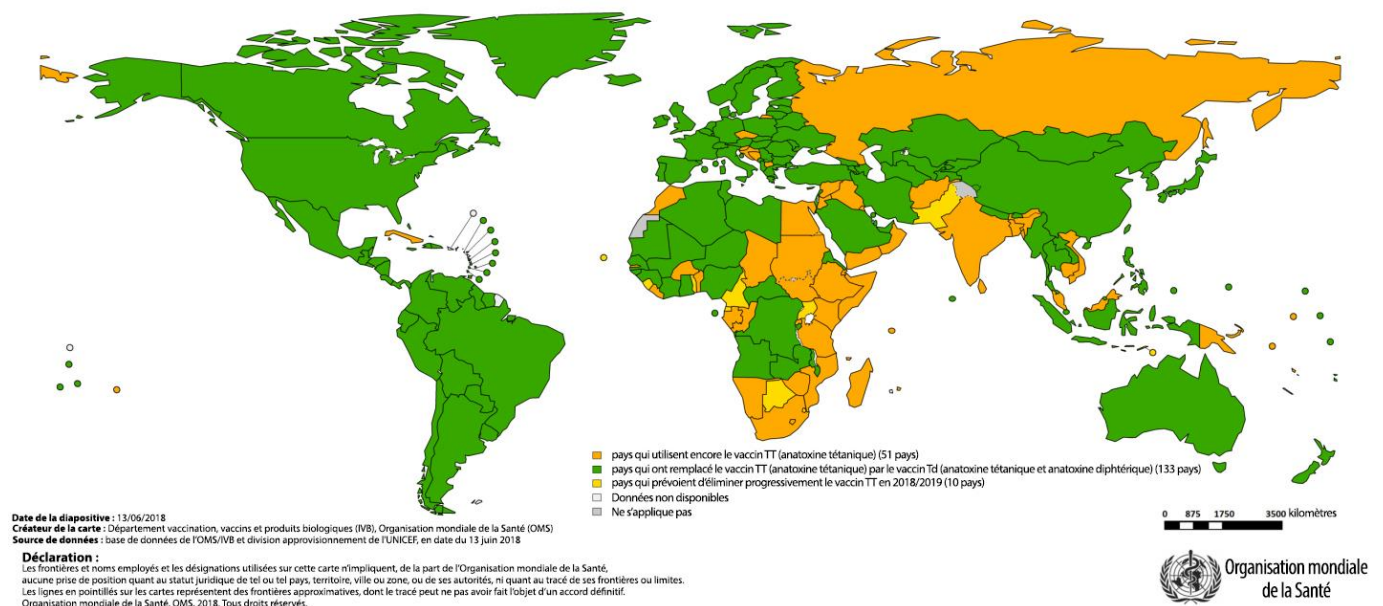 pays qui utilisent encore le vaccin TT (anatoxine tétanique) (51 pays)
pays qui ont remplacé le vaccin TT (anatoxine tétanique) par le vaccin Td (anatoxine tétanique et anatoxine diphtérique) (133 pays)
pays qui prévoient d'éliminer progressivement le vaccin TT en 2018/2019 (10 pays)
Données non disponibles
Ne s'applique pas
0 875 1750 3500 kilomètres
Date de la diapositive : 13/06/2018
Créateur de la carte : Département vaccination, vaccins et produits biologiques (IVB), Organisation mondiale de la Santé (OMS)
Source de données : base de données de l'OMS/IVB et division approvisionnement de l'UNICEF, en date du 13 juin 2018
Déclaration :
Les frontières et noms employés et les désignations utilisées sur cette carte n'impliquent, de la part de l'Organisation mondiale de la Santé,
aucune prise de position quant au statut juridique de tel ou tel pays, territoire, ville ou zone, ou de ses autorités, ni quant au tracé de ses frontières ou limites.
Les lignes en pointillés sur les cartes représentent des frontières approximatives, dont le tracé peut ne pas avoir fait l'objet d'un accord définitif.
Organisation mondiale de la Santé, OMS, 2018. Tous droits réservés.
Organisation mondiale
de la Santé